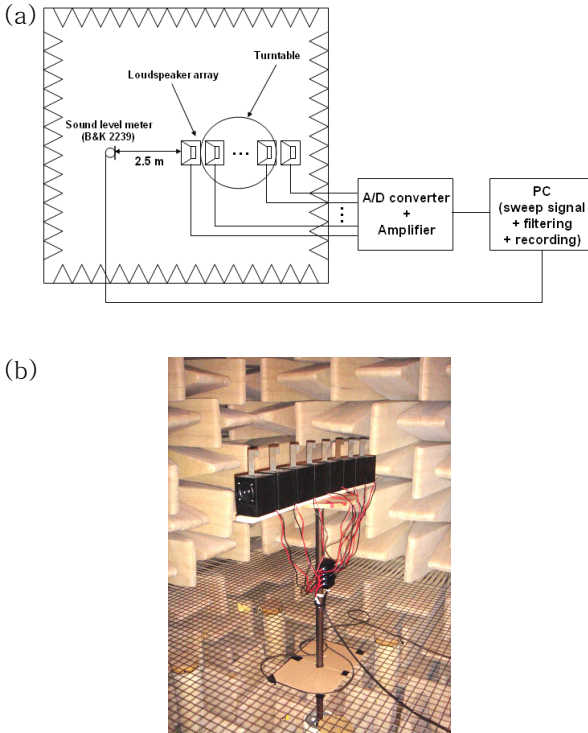 (a)
Turntable
Loudspeaker array
Sound level meter
(B&K 2239)
2.5 m
...
A/D converter
+
Amplifier
PC
(sweep signal
+ filtering
+ recording)
(b)